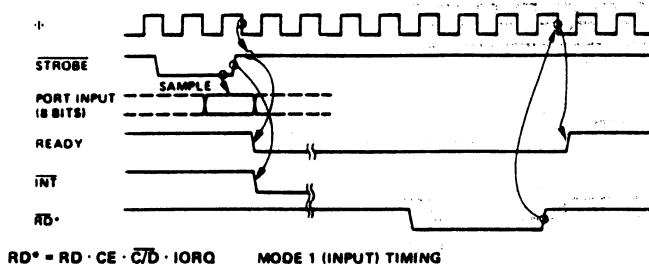 Φ
STROBE
SAMPLE
PORT INPUT
(8 BITS)
READY
INT
RD*
RD* = RD · CE · C/D · IORQ MODE 1 (INPUT) TIMING